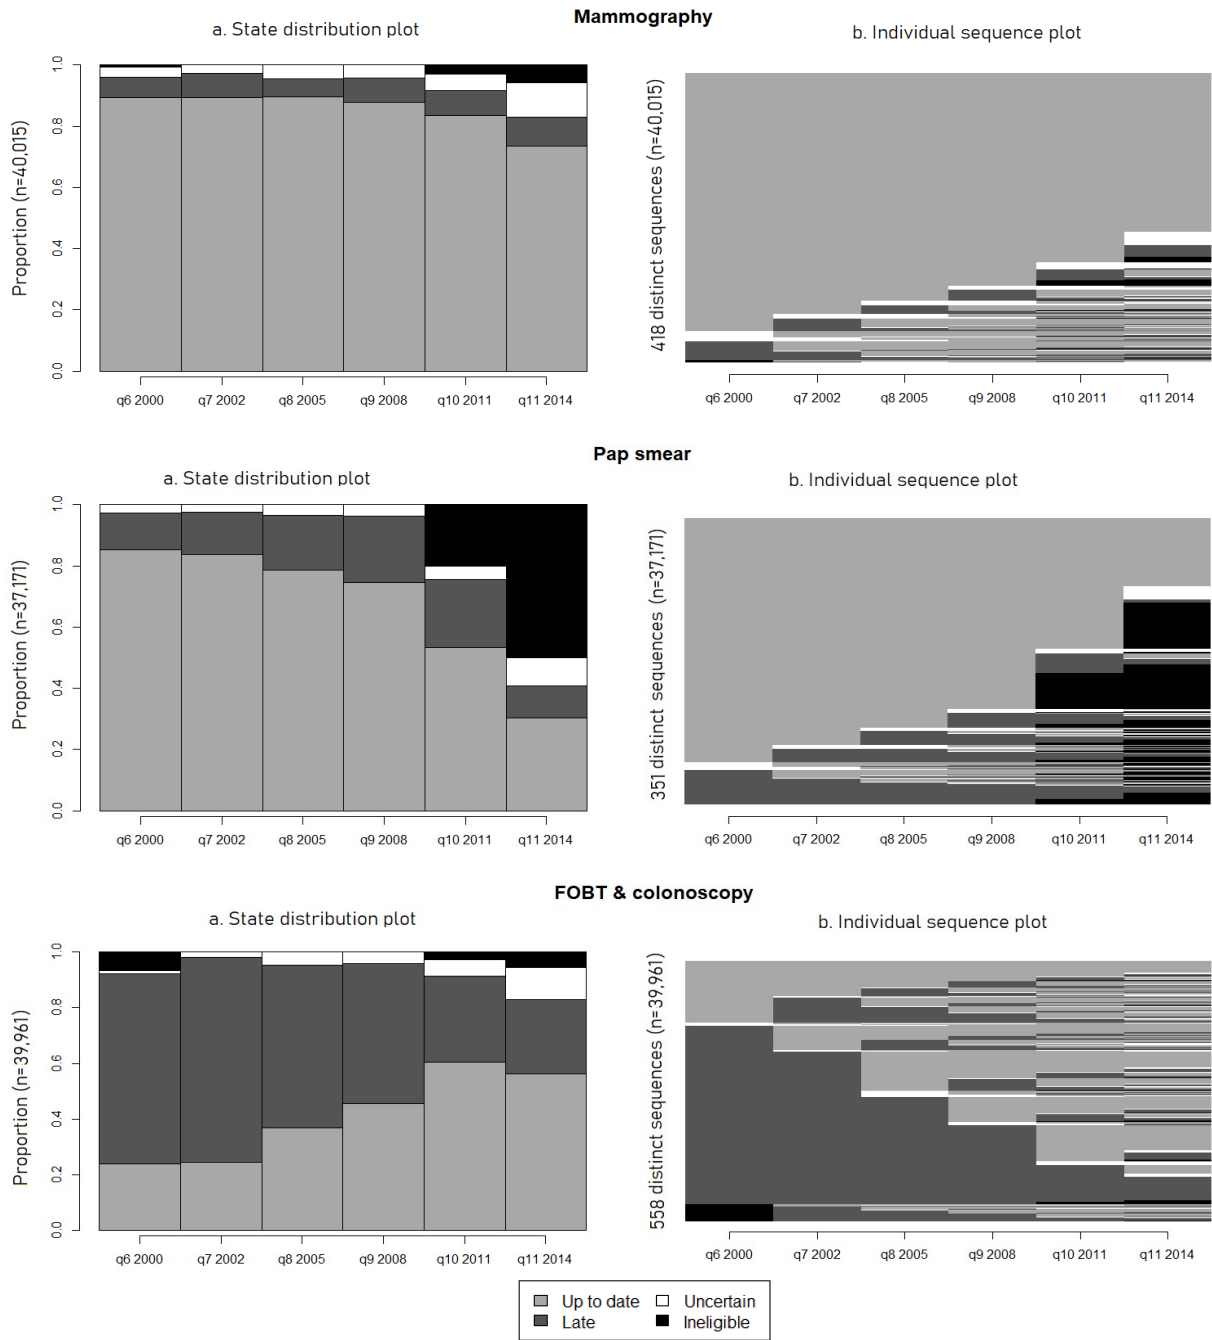 Mammography
a. State distribution plot
b. Individual sequence plot
Proportion (n=40,015)
1.0
0.8
0.6
0.4
0.2
0.0
q6 2000 q7 2002 q8 2005 q9 2008 q10 2011 q11 2014
418 distinct sequences (n=40,015)
q6 2000 q7 2002 q8 2005 q9 2008 q10 2011 q11 2014
Pap smear
a. State distribution plot
b. Individual sequence plot
Proportion (n=37,171)
1.0
0.8
0.6
0.4
0.2
0.0
q6 2000 q7 2002 q8 2005 q9 2008 q10 2011 q11 2014
351 distinct sequences (n=37,171)
q6 2000 q7 2002 q8 2005 q9 2008 q10 2011 q11 2014
FOBT & colonoscopy
a. State distribution plot
b. Individual sequence plot
Proportion (n=39,961)
1.0
0.8
0.6
0.4
0.2
0.0
q6 2000 q7 2002 q8 2005 q9 2008 q10 2011 q11 2014
558 distinct sequences (n=39,961)
q6 2000 q7 2002 q8 2005 q9 2008 q10 2011 q11 2014
Up to date Uncertain
Late Ineligible